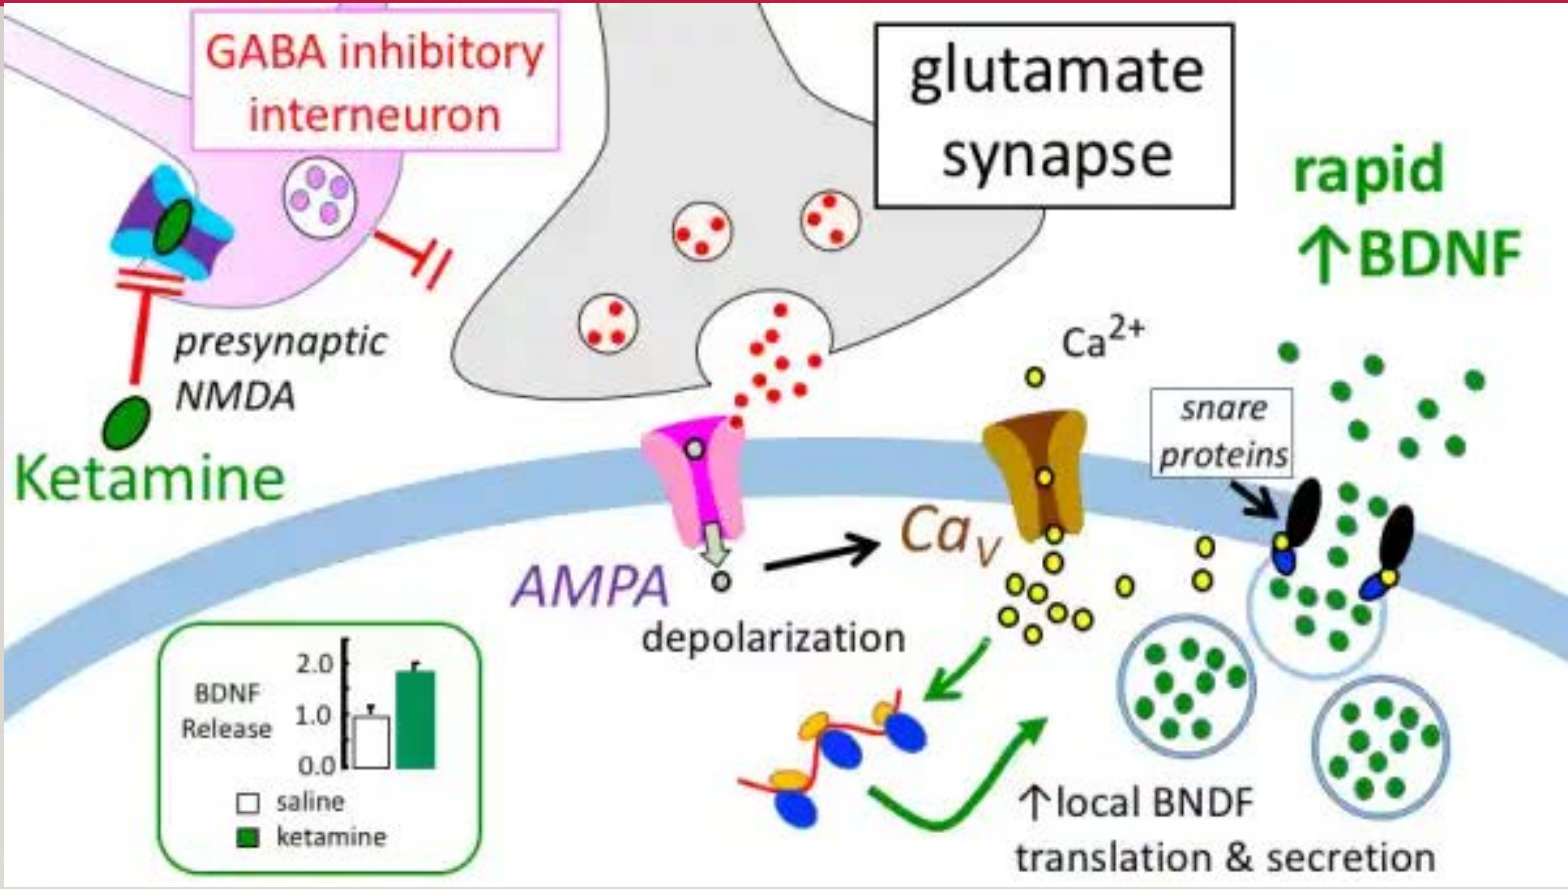 GABA inhibitory
interneuron
glutamate
synapse
rapid
↑BDNF
presynaptic
NMDA
Ketamine
Ca2+
snare
proteins
AMPA
CaV
depolarization
BDNF
Release
2.0
1.0
0.0
saline
ketamine
↑local BNDF
translation & secretion